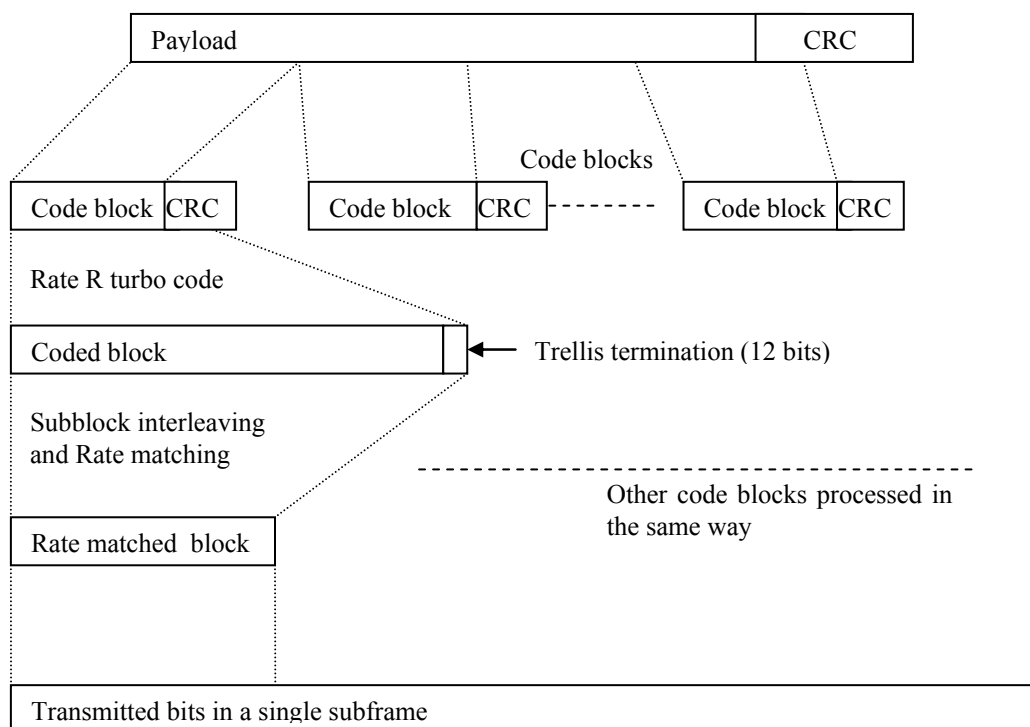 Payload CRC
Code blocks
Code block CRC Code block CRC Code block CRC
Rate R turbo code
Coded block Trellis termination (12 bits)
Subblock interleaving
and Rate matching
Other code blocks processed in
the same way
Rate matched block
Transmitted bits in a single subframe